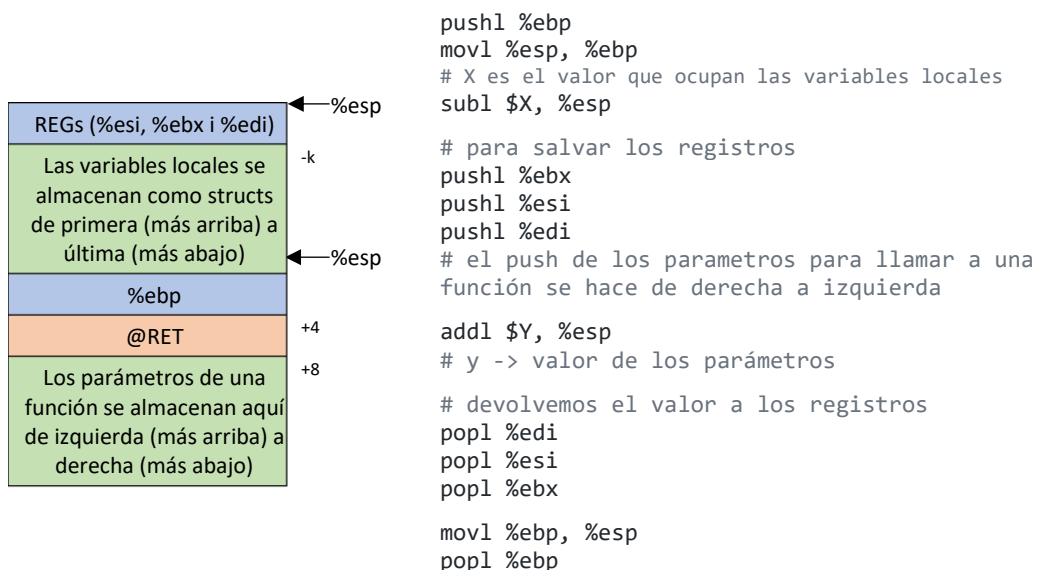 %esp
REGs (%esi, %ebx i %edi)
-k
Las variables locales se
almacenan como structs
de primera (más arriba) a
última (más abajo)
%esp
%ebp
@RET
+4
+8
Los parámetros de una
función se almacenan aquí
de izquierda (más arriba) a
derecha (más abajo)
pushl %ebp
movl %esp, %ebp
# X es el valor que ocupan las variables locales
subl $X, %esp
# para salvar los registros
pushl %ebx
pushl %esi
pushl %edi
# el push de los parametros para llamar a una
función se hace de derecha a izquierda
addl $Y, %esp
# y -> valor de los parámetros
# devolvemos el valor a los registros
popl %edi
popl %esi
popl %ebx
movl %ebp, %esp
popl %ebp